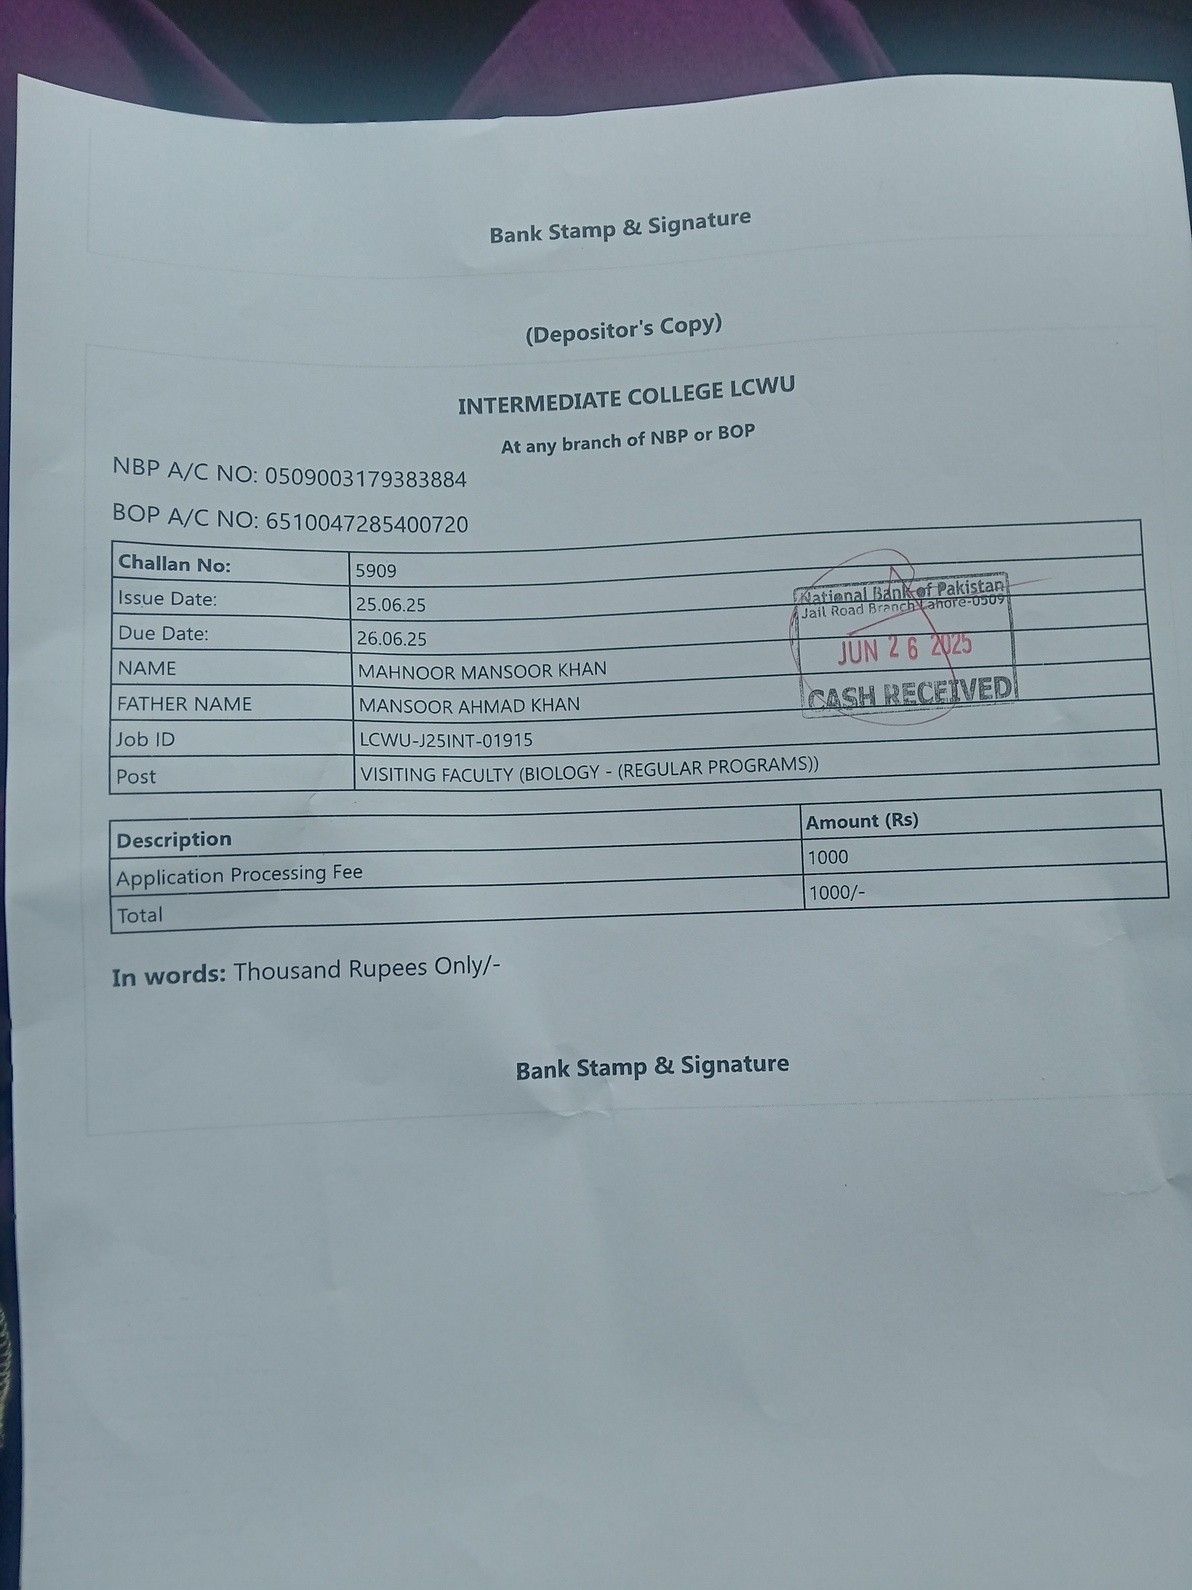 Bank Stamp & Signature
(Depositor's Copy)
INTERMEDIATE COLLEGE LCWU
At any branch of NBP or BOP
NBP A/C NO: 0509003179383884
BOP A/C NO: 6510047285400720
Challan No: 5909
Issue Date: 25.06.25
Due Date: 26.06.25
NAME MAHNOOR MANSOOR KHAN
FATHER NAME MANSOOR AHMAD KHAN
Job ID LCWU-J25INT-01915
Post VISITING FACULTY (BIOLOGY - (REGULAR PROGRAMS))
National Bank of Pakistan
Jail Road Branch Lahore-0509
JUN 26 2025
CASH RECEIVED
Description Amount (Rs)
Application Processing Fee 1000
Total 1000/-
In words: Thousand Rupees Only/-
Bank Stamp & Signature